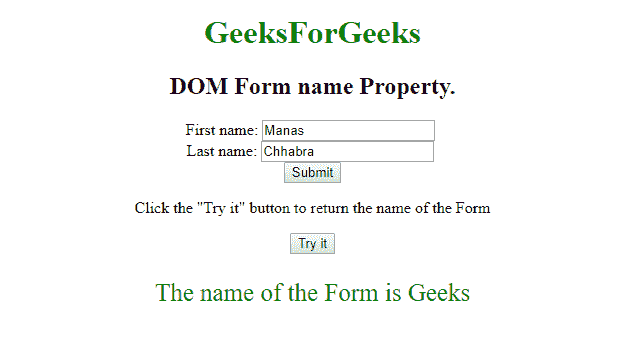 GeeksForGeeks
DOM Form name Property.
First name: Manas
Last name: Chhabra
Submit
Click the "Try it" button to return the name of the Form
Try it
The name of the Form is Geeks